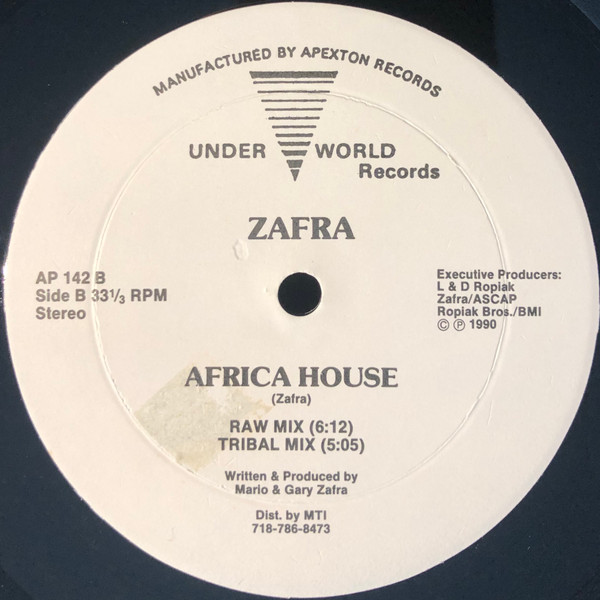 MANUFACTURED BY APEXTON RECORDS
UNDER WORLD
Records
ZAFRA
AP 142 B
Side B 33⅓ RPM
Stereo
Executive Producers:
L & D Ropiak
Zafra/ASCAP
Ropiak Bros./BMI
© ℗ 1990
AFRICA HOUSE
(Zafra)
RAW MIX (6:12)
TRIBAL MIX (5:05)
Written & Produced by
Mario & Gary Zafra
Dist. by MTI
718-786-8473